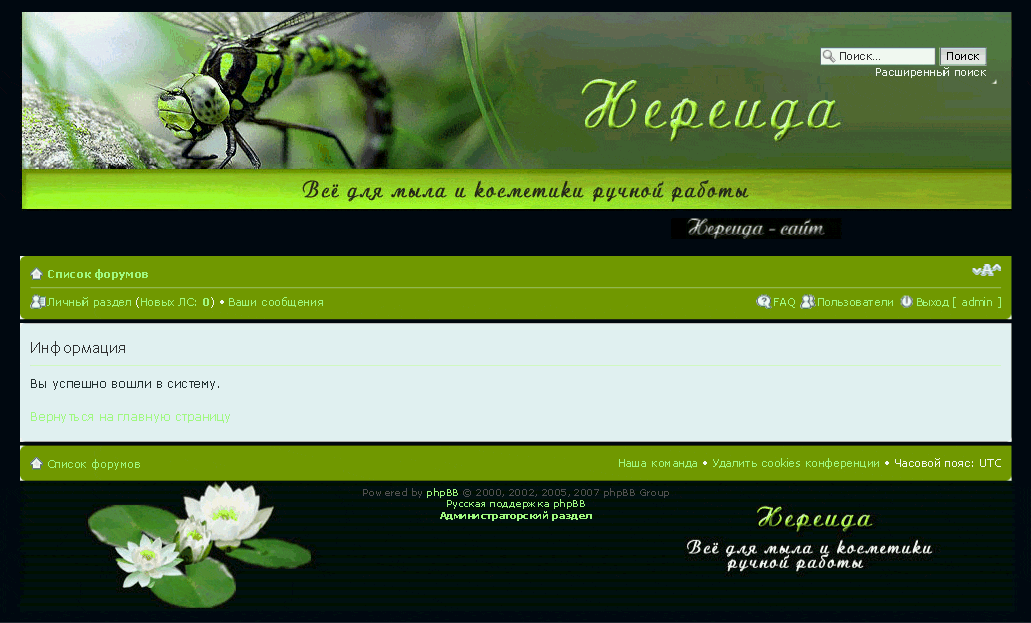 Поиск... Поиск
Расширенный поиск
Нереида
Всё для мыла и косметики ручной работы
Нереида - сайт
Список форумов
Личный раздел (Новых ЛС: 0) • Ваши сообщения
FAQ Пользователи Выход [ admin ]
Информация
Вы успешно вошли в систему.
Вернуться на главную страницу
Список форумов
Наша команда • Удалить cookies конференции • Часовой пояс: UTC
Powered by phpBB © 2000, 2002, 2005, 2007 phpBB Group
Русская поддержка phpBB
Администраторский раздел
Нереида
Всё для мыла и косметики
ручной работы